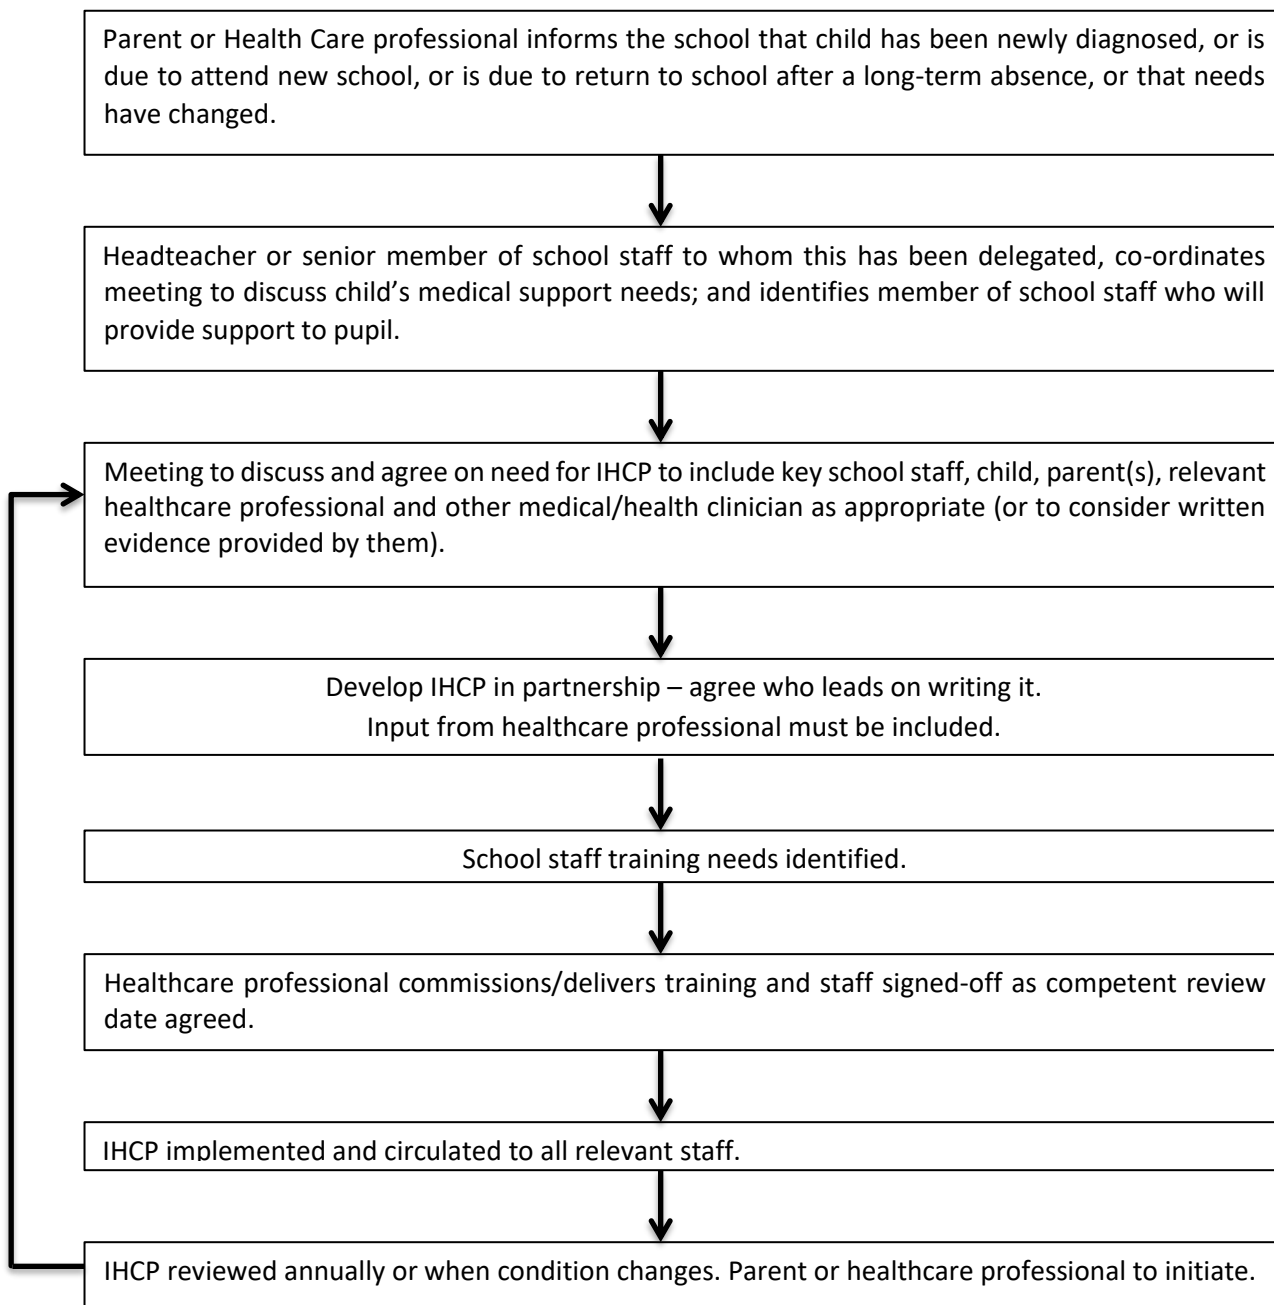 Parent or Health Care professional informs the school that child has been newly diagnosed, or is
due to attend new school, or is due to return to school after a long-term absence, or that needs
have changed.
Headteacher or senior member of school staff to whom this has been delegated, co-ordinates
meeting to discuss child’s medical support needs; and identifies member of school staff who will
provide support to pupil.
Meeting to discuss and agree on need for IHCP to include key school staff, child, parent(s), relevant
healthcare professional and other medical/health clinician as appropriate (or to consider written
evidence provided by them).
Develop IHCP in partnership – agree who leads on writing it.
Input from healthcare professional must be included.
School staff training needs identified.
Healthcare professional commissions/delivers training and staff signed-off as competent review
date agreed.
IHCP implemented and circulated to all relevant staff.
IHCP reviewed annually or when condition changes. Parent or healthcare professional to initiate.